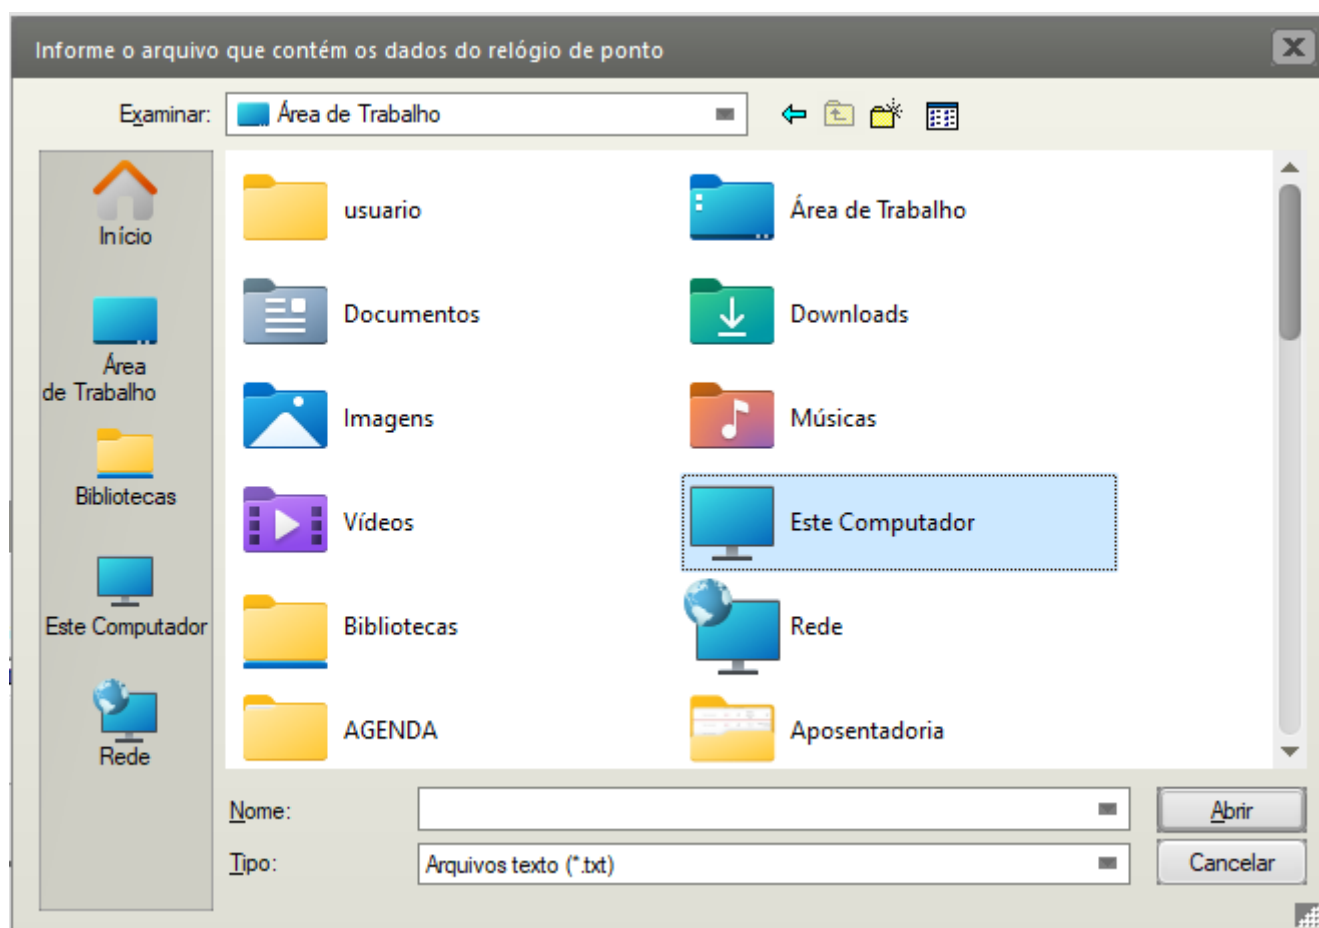 Informe o arquivo que contém os dados do relógio de ponto
Examinar: Área de Trabalho
Início
Área
de Trabalho
Bibliotecas
Este Computador
Rede
usuario
Área de Trabalho
Documentos
Downloads
Imagens
Músicas
Vídeos
Este Computador
Bibliotecas
Rede
AGENDA
Aposentadoria
Nome:
Abrir
Tipo: Arquivos texto (*.txt)
Cancelar